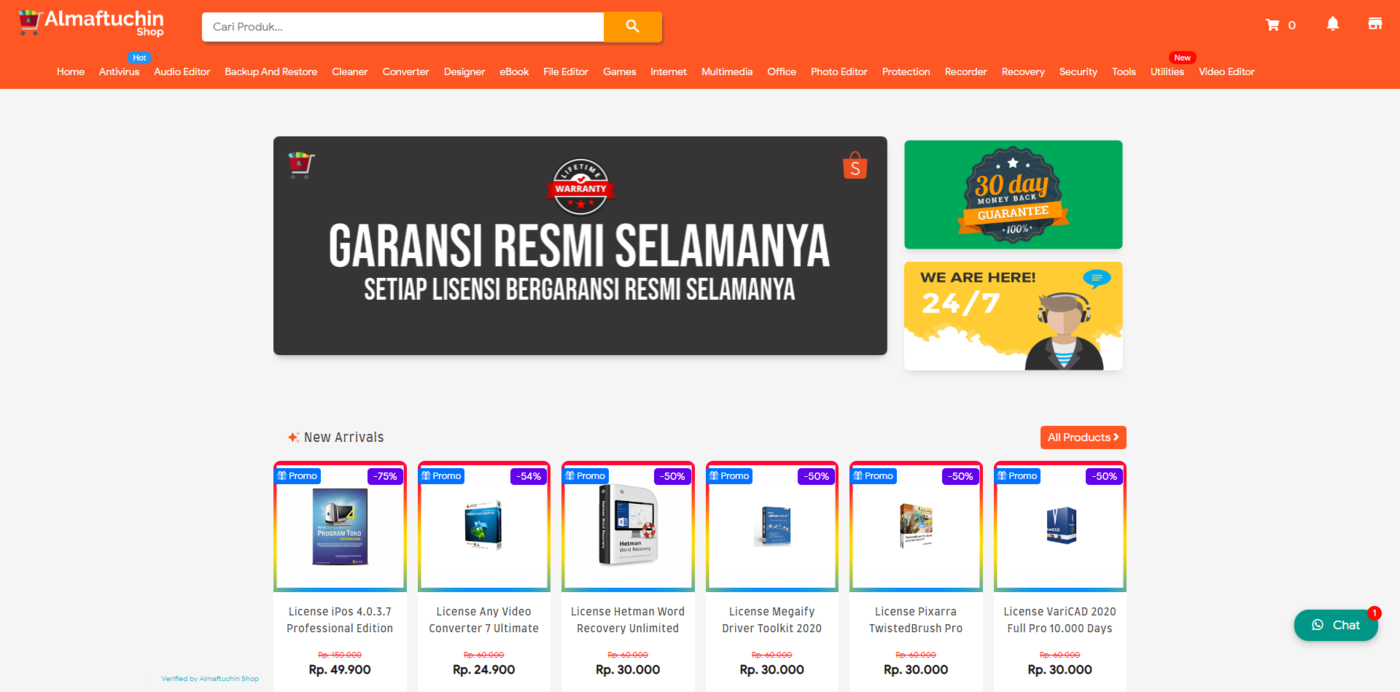 Almaftuchin
Shop
Cari Produk...
0
Hot
New
Home Antivirus Audio Editor Backup And Restore Cleaner Converter Designer eBook File Editor Games Internet Multimedia Office Photo Editor Protection Recorder Recovery Security Tools Utilities Video Editor
LIFETIME
WARRANTY
S
GARANSI RESMI SELAMANYA
SETIAP LISENSI BERGARANSI RESMI SELAMANYA
30 day
MONEY BACK
GUARANTEE
100%
WE ARE HERE!
24/7
New Arrivals
All Products
Promo -75%
Promo -54%
Promo -50%
Promo -50%
Promo -50%
Promo -50%
PROGRAM TOKO
Hetman
Word Recovery
License iPos 4.0.3.7
Professional Edition
Rp. 150.000
Rp. 49.900
License Any Video
Converter 7 Ultimate
Rp. 60.000
Rp. 24.900
License Hetman Word
Recovery Unlimited
Rp. 60.000
Rp. 30.000
License Megaify
Driver Toolkit 2020
Rp. 60.000
Rp. 30.000
License Pixarra
TwistedBrush Pro
Rp. 60.000
Rp. 30.000
License VariCAD 2020
Full Pro 10.000 Days
Rp. 60.000
Rp. 30.000
1
Chat
Verified by Almaftuchin Shop